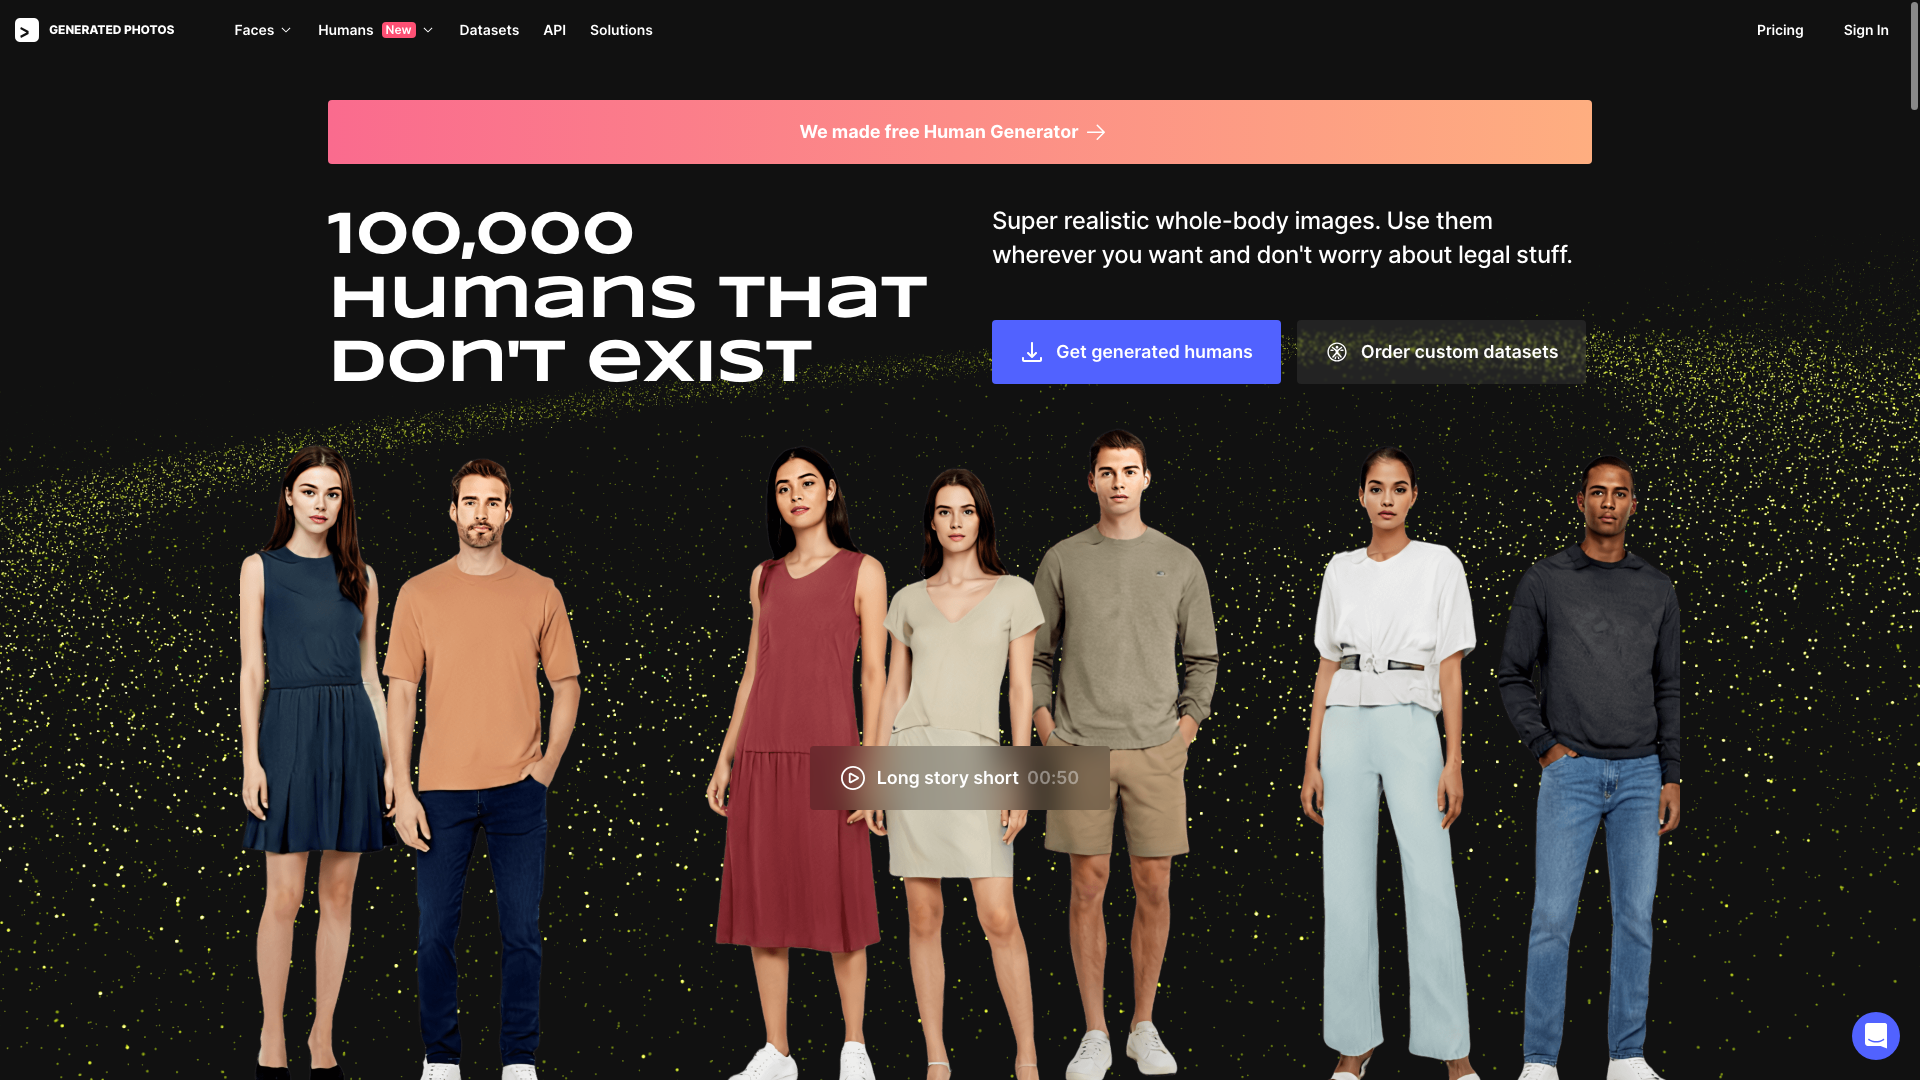 GENERATED PHOTOS
Faces
Humans New
Datasets
API
Solutions
Pricing
Sign In
We made free Human Generator →
100,000
Humans that
don't exist
Super realistic whole-body images. Use them
wherever you want and don't worry about legal stuff.
Get generated humans
Order custom datasets
Long story short 00:50